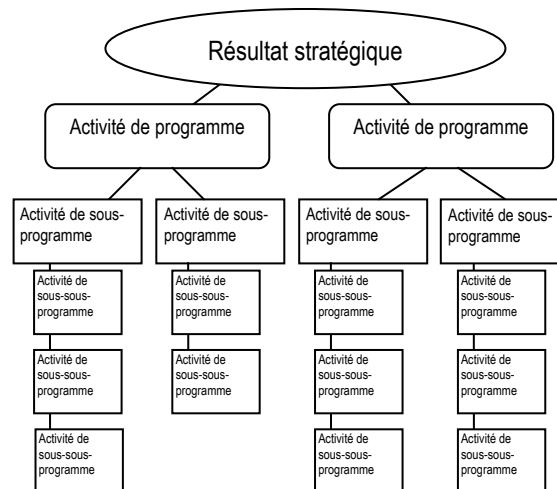 Résultat stratégique
Activité de programme
Activité de programme
Activité de sous-
programme
Activité de sous-
programme
Activité de sous-
programme
Activité de sous-
programme
Activité de
sous-sous-
programme
Activité de
sous-sous-
programme
Activité de
sous-sous-
programme
Activité de
sous-sous-
programme
Activité de
sous-sous-
programme
Activité de
sous-sous-
programme
Activité de
sous-sous-
programme
Activité de
sous-sous-
programme
Activité de
sous-sous-
programme
Activité de
sous-sous-
programme
Activité de
sous-sous-
programme